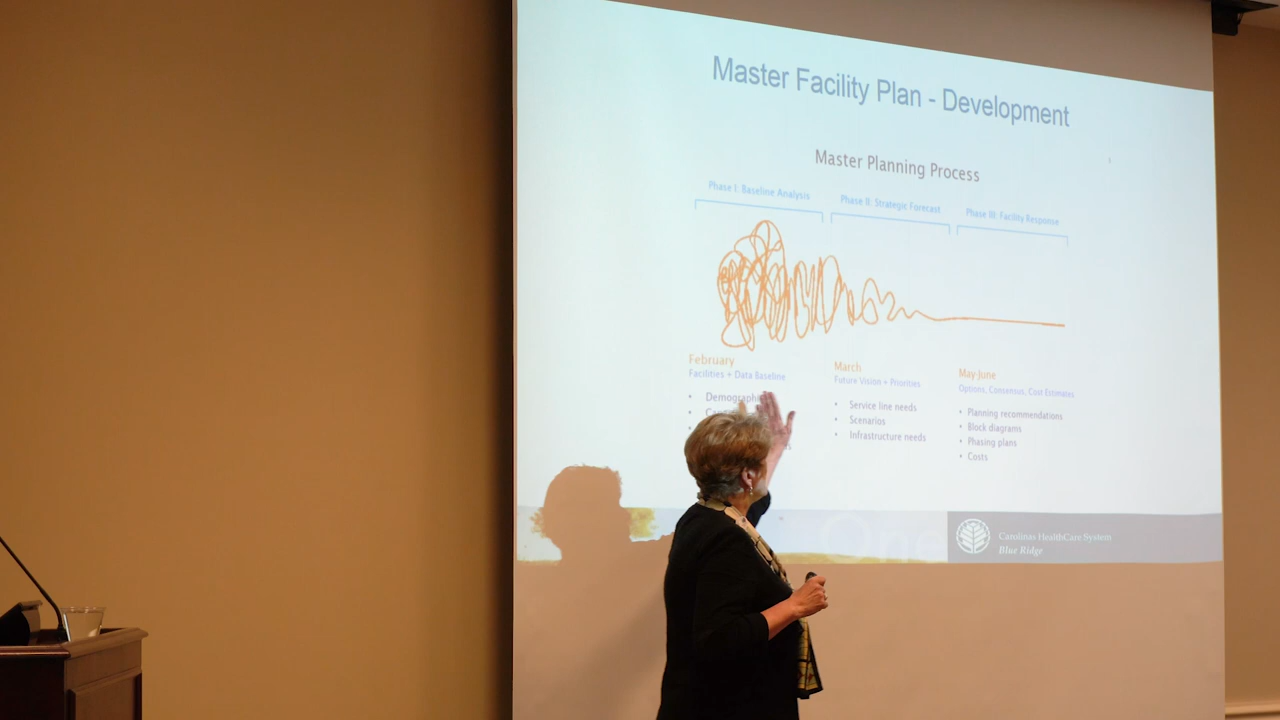 Master Facility Plan - Development
Master Planning Process
Phase I: Baseline Analysis
Phase II: Strategic Forecast
Phase III: Facility Response
February
Facilities + Data Baseline
• Demographi
March
Future Vision + Priorities
• Service line needs
• Scenarios
• Infrastructure needs
May-June
Options, Consensus, Cost Estimates
• Planning recommendations
• Block diagrams
• Phasing plans
• Costs
One
Carolinas HealthCare System
Blue Ridge